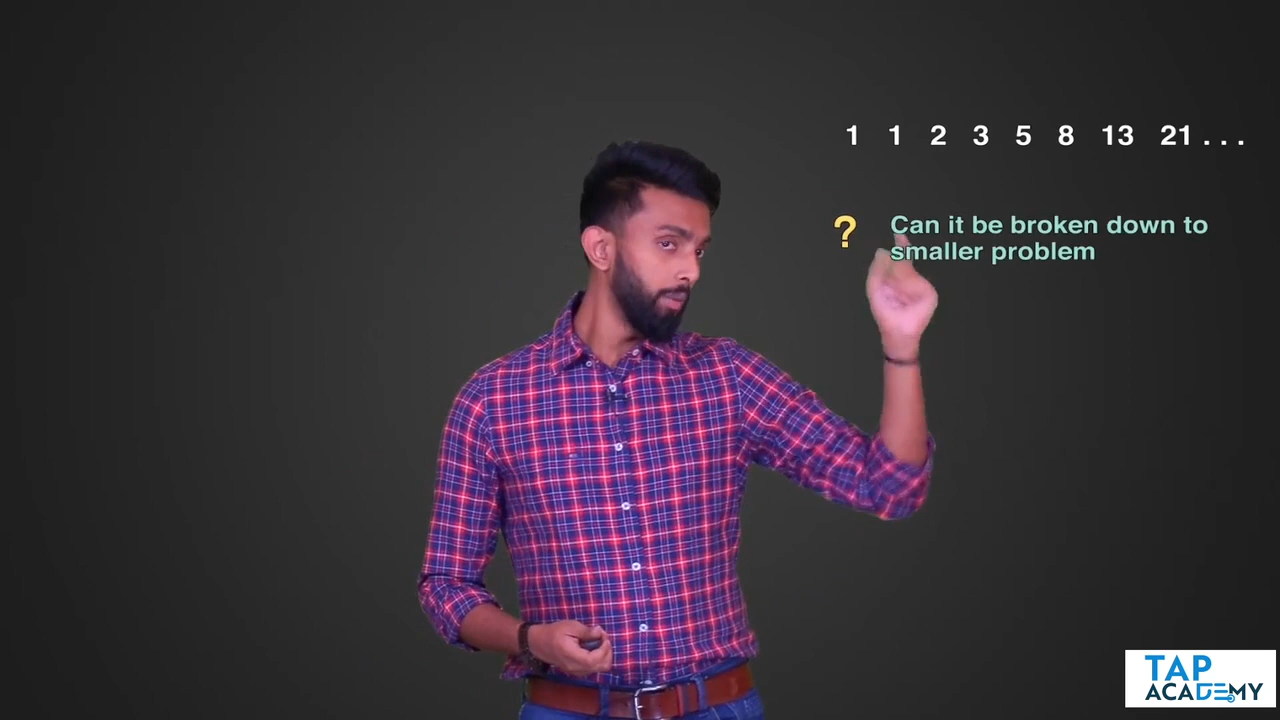 1 1 2 3 5 8 13 21 . . .
? Can it be broken down to
smaller problem
TAP
ACADEMY